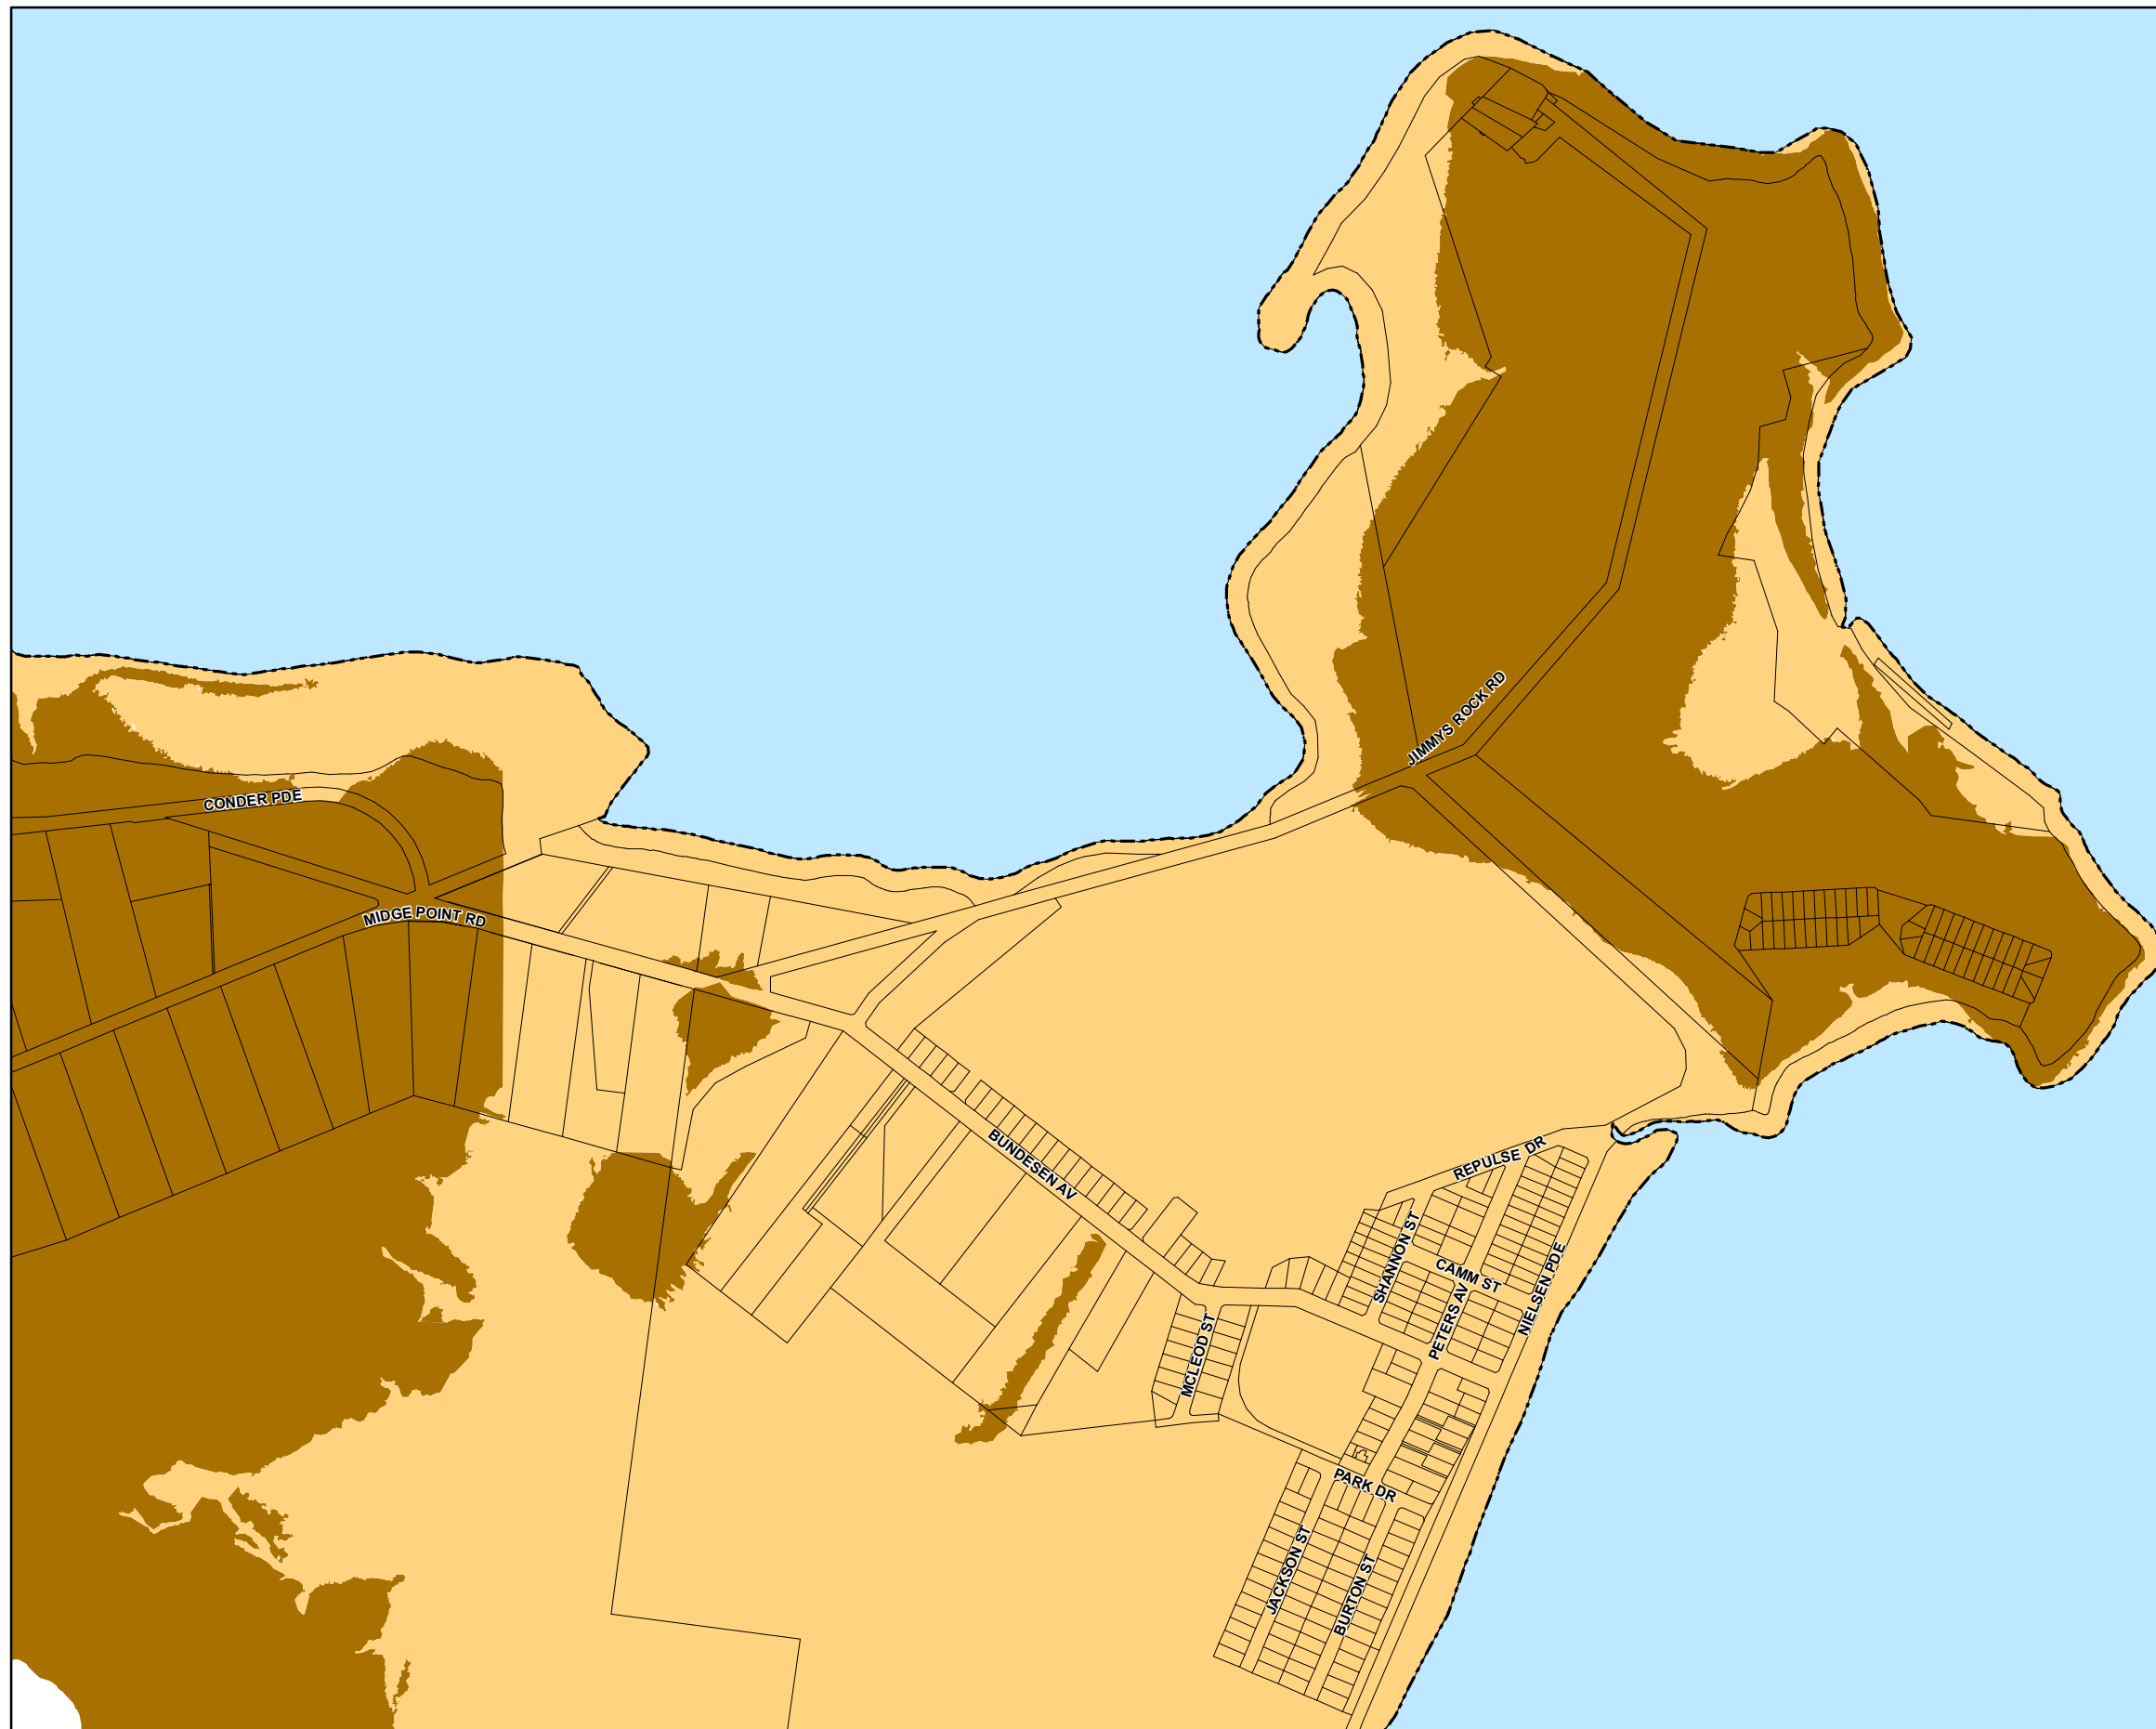 JIMMYS ROCK RD
CONDER PDE
MIDGE POINT RD
BUNDESEN AV
REPULSE DR
SHANNON ST
CAMM ST
NIELSEN PDE
PETERS AV
MCLEOD ST
PARK DR
JACKSON ST
BURTON ST